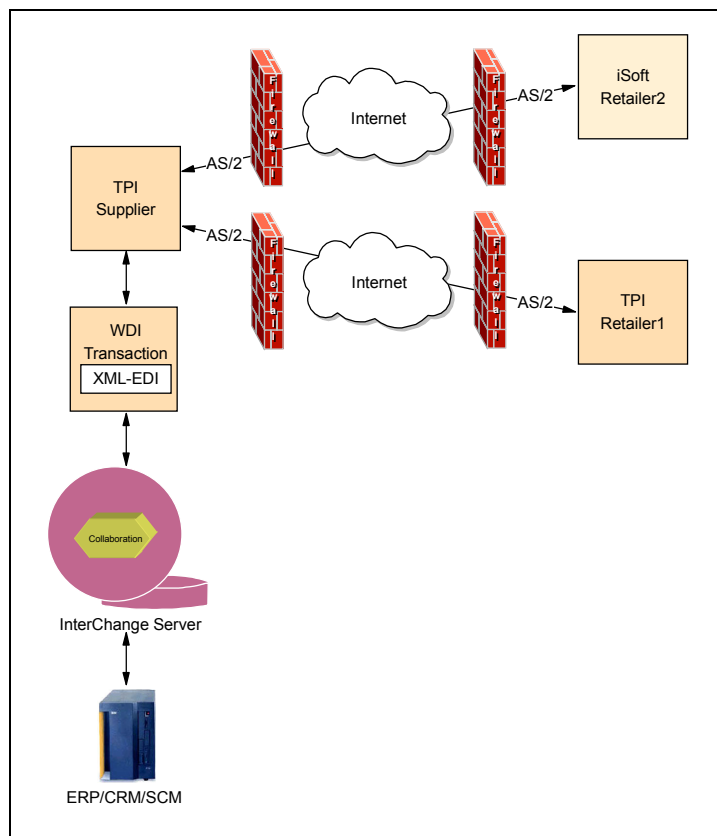 iSoft
Retailer2
AS/2
Firewall
Internet
Firewall
AS/2
TPI
Supplier
AS/2
Firewall
Internet
Firewall
AS/2
TPI
Retailer1
WDI
Transaction
XML-EDI
Collaboration
InterChange Server
ERP/CRM/SCM